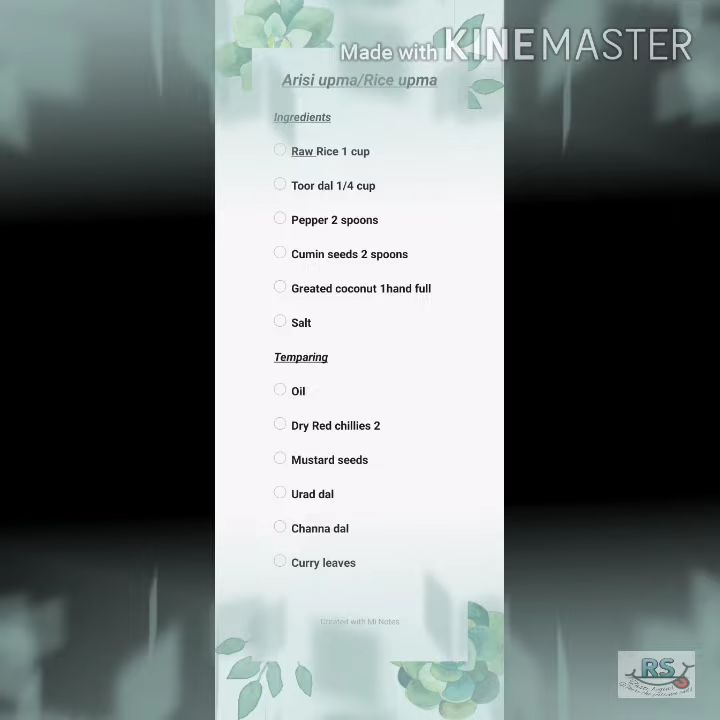 Made with KINEMASTER
Arisi upma/Rice upma
Ingredients
Raw Rice 1 cup
Toor dal 1/4 cup
Pepper 2 spoons
Cumin seeds 2 spoons
Greated coconut 1hand full
Salt
Temparing
Oil
Dry Red chillies 2
Mustard seeds
Urad dal
Channa dal
Curry leaves
Created with Mi Notes
RS